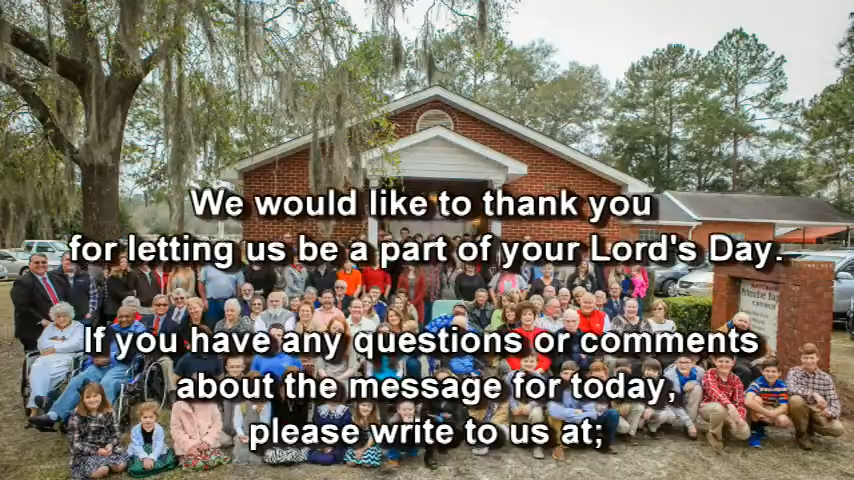 We would like to thank you
for letting us be a part of your Lord's Day.
If you have any questions or comments
about the message for today,
please write to us at;